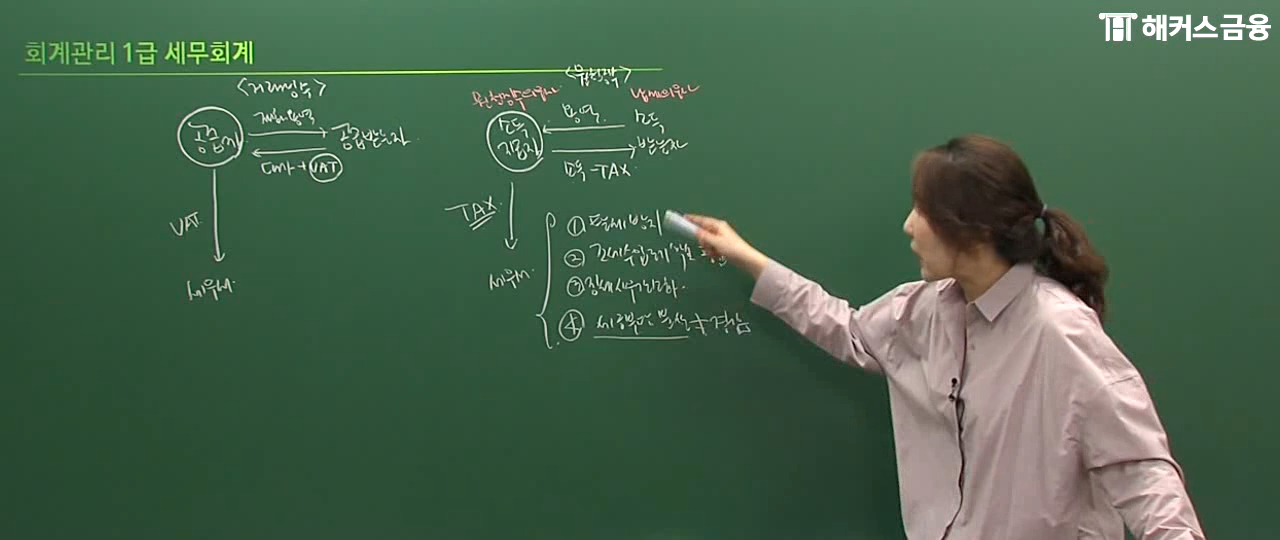 해커스금융
회계관리 1급 세무회계
<거래징수>
공급자
재화·용역
공급받는자
대가+VAT
VAT
세무서
<원천징수>
원천징수의무자
납세의무자
소득
지급자
용역
소득
받는자
소득-TAX
TAX
세무서
① 탈세방지
② 조세수입조기확보
③ 징세사무간소화
④ 세부담 분산 경감